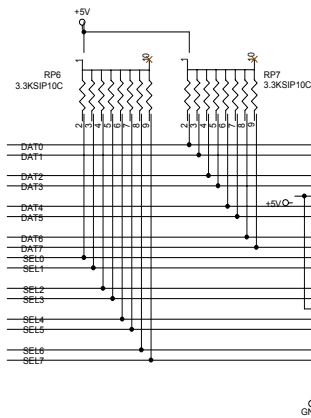 +5V
1 10 1 10
RP6 RP7
3.3KSIP10C 3.3KSIP10C
2 3 4 5 6 7 8 9 2 3 4 5 6 7 8 9
DAT0
DAT1
DAT2
DAT3
+5V
DAT4
DAT5
DAT6
DAT7
SEL0
SEL1
SEL2
SEL3
SEL4
SEL5
SEL6
SEL7